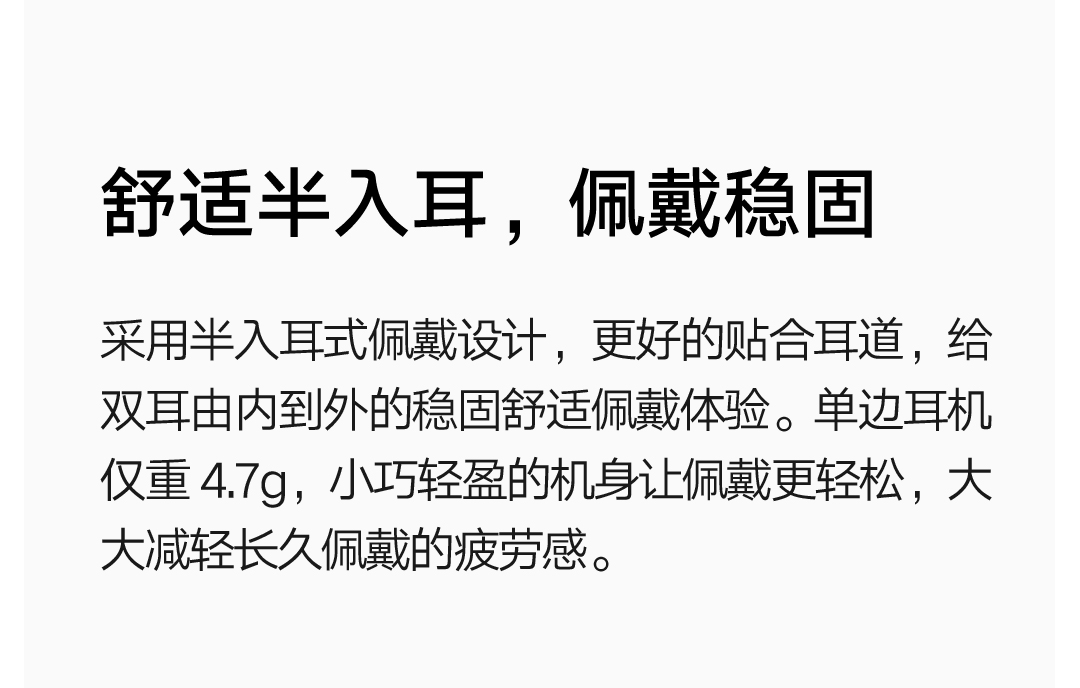 舒适半入耳，佩戴稳固
采用半入耳式佩戴设计，更好的贴合耳道，给
双耳由内到外的稳固舒适佩戴体验。单边耳机
仅重 4.7g，小巧轻盈的机身让佩戴更轻松，大
大减轻长久佩戴的疲劳感。